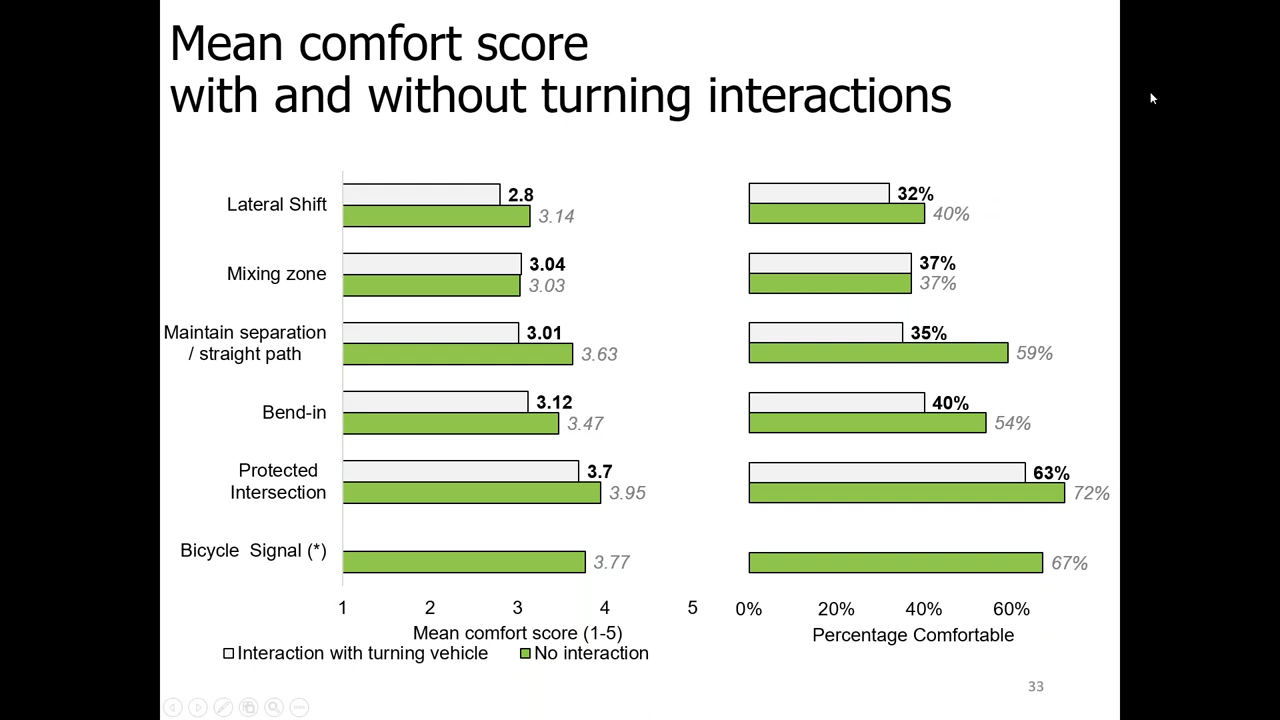 Mean comfort score
with and without turning interactions
Lateral Shift
2.8
3.14
32%
40%
Mixing zone
3.04
3.03
37%
37%
Maintain separation
/ straight path
3.01
3.63
35%
59%
Bend-in
3.12
3.47
40%
54%
Protected
Intersection
3.7
3.95
63%
72%
Bicycle  Signal (*)
3.77
67%
1 2 3 4 5
0% 20% 40% 60%
Mean comfort score (1-5)
Percentage Comfortable
Interaction with turning vehicle No interaction
33